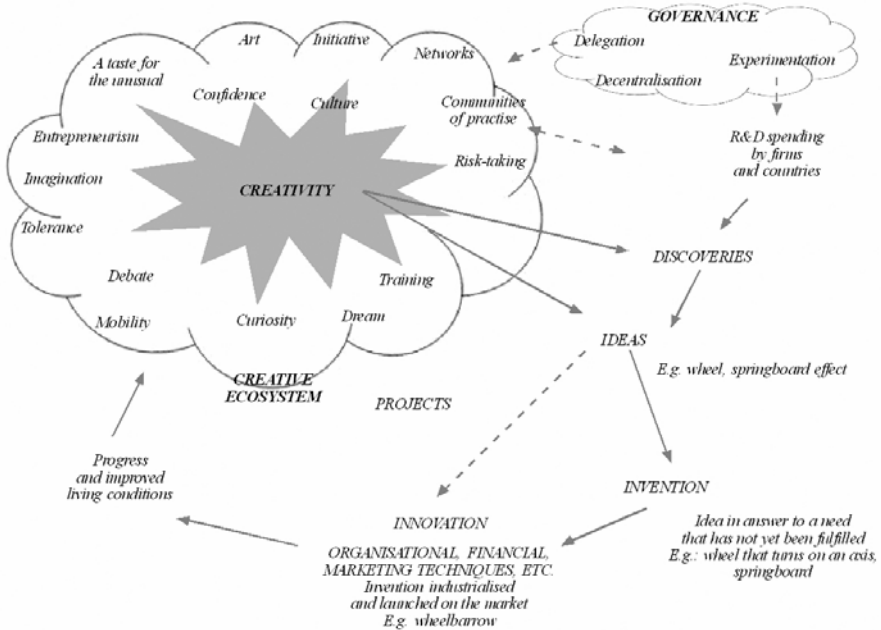 GOVERNANCE
Delegation
Experimentation
Decentralisation
Art
Initiative
Networks
A taste for
the unusual
Confidence
Culture
Communities
of practise
Entrepreneurism
Risk-taking
R&D spending
by firms
and countries
Imagination
CREATIVITY
Tolerance
DISCOVERIES
Debate
Training
Mobility
Curiosity
Dream
IDEAS
E.g. wheel, springboard effect
CREATIVE
ECOSYSTEM
PROJECTS
Progress
and improved
living conditions
INVENTION
Idea in answer to a need
that has not yet been fulfilled
E.g.: wheel that turns on an axis,
springboard
INNOVATION
ORGANISATIONAL, FINANCIAL,
MARKETING TECHNIQUES, ETC.
Invention industrialised
and launched on the market
E.g. wheelbarrow